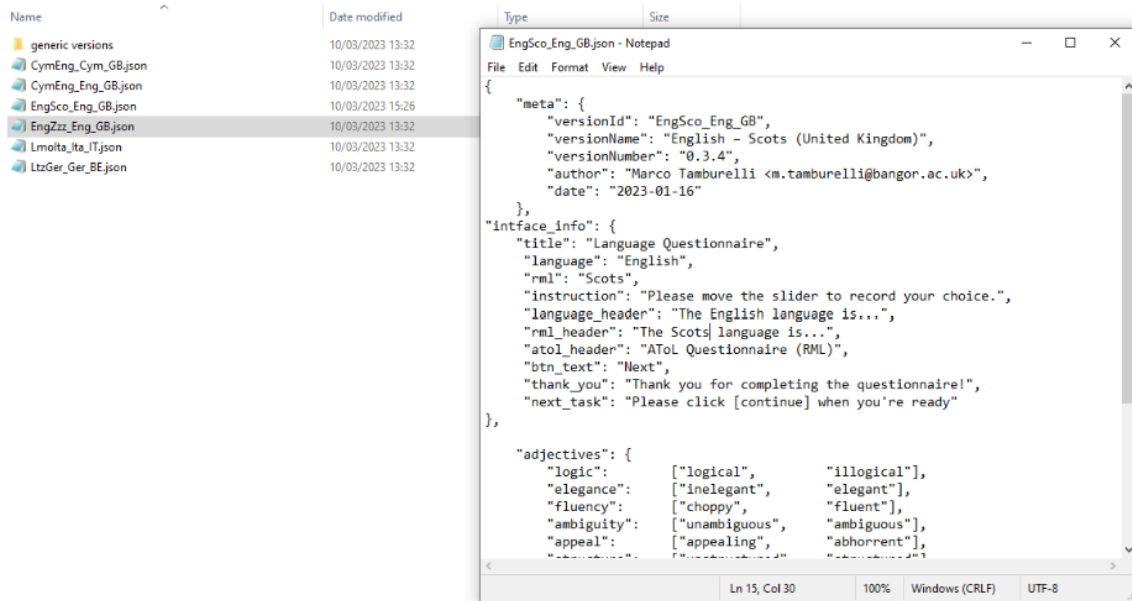 Name Date modified Type Size
generic versions 10/03/2023 13:32
CymEng_Cym_GB.json 10/03/2023 13:32
CymEng_Eng_GB.json 10/03/2023 13:32
EngSco_Eng_GB.json 10/03/2023 15:26
EngZzz_Eng_GB.json 10/03/2023 13:32
LmoIta_Ita_IT.json 10/03/2023 13:32
LtzGer_Ger_BE.json 10/03/2023 13:32
EngSco_Eng_GB.json - Notepad
File Edit Format View Help
{
"meta": {
"versionId": "EngSco_Eng_GB",
"versionName": "English – Scots (United Kingdom)",
"versionNumber": "0.3.4",
"author": "Marco Tamburelli <m.tamburelli@bangor.ac.uk>",
"date": "2023-01-16"
},
"intface_info": {
"title": "Language Questionnaire",
"language": "English",
"rml": "Scots",
"instruction": "Please move the slider to record your choice.",
"language_header": "The English language is...",
"rml_header": "The Scots language is...",
"atol_header": "AToL Questionnaire (RML)",
"btn_text": "Next",
"thank_you": "Thank you for completing the questionnaire!",
"next_task": "Please click [continue] when you're ready"
},
"adjectives": {
"logic": ["logical", "illogical"],
"elegance": ["inelegant", "elegant"],
"fluency": ["choppy", "fluent"],
"ambiguity": ["unambiguous", "ambiguous"],
"appeal": ["appealing", "abhorrent"],
Ln 15, Col 30 100% Windows (CRLF) UTF-8